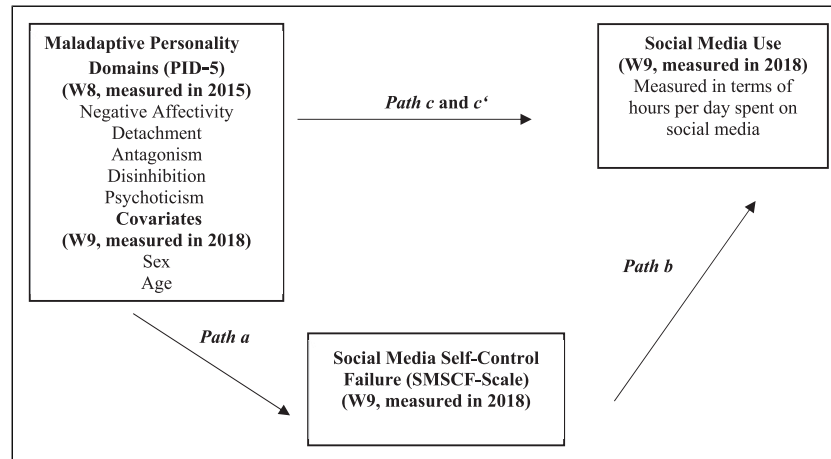 Maladaptive Personality
Domains (PID-5)
(W8, measured in 2015)
Negative Affectivity
Detachment
Antagonism
Disinhibition
Psychoticism
Covariates
(W9, measured in 2018)
Sex
Age
Path c and c‘
Social Media Use
(W9, measured in 2018)
Measured in terms of
hours per day spent on
social media
Path a
Path b
Social Media Self-Control
Failure (SMSCF-Scale)
(W9, measured in 2018)